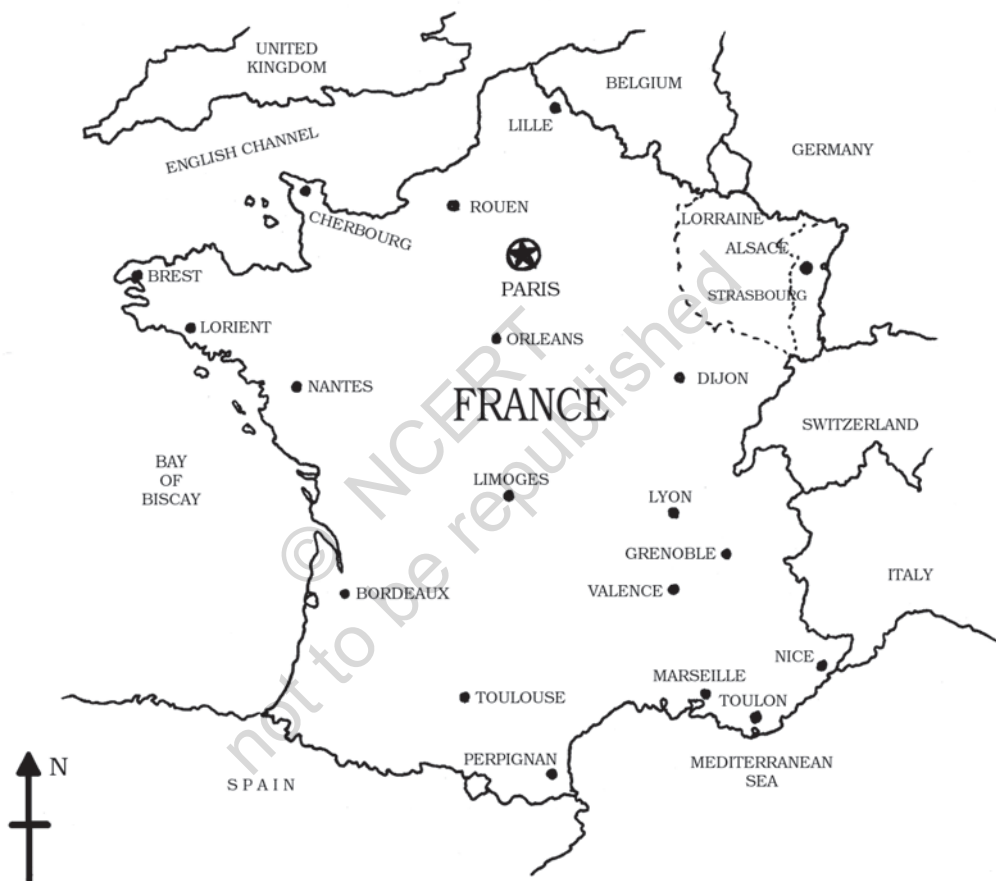 UNITED
KINGDOM
BELGIUM
LILLE
ENGLISH CHANNEL
GERMANY
CHERBOURG
ROUEN
LORRAINE
ALSACE
BREST
PARIS
STRASBOURG
LORIENT
ORLEANS
NANTES
DIJON
FRANCE
SWITZERLAND
BAY
OF
BISCAY
LIMOGES
LYON
GRENOBLE
ITALY
VALENCE
BORDEAUX
NICE
MARSEILLE
TOULOUSE
TOULON
PERPIGNAN
MEDITERRANEAN
SEA
N
SPAIN
© NCERT
not to be republished